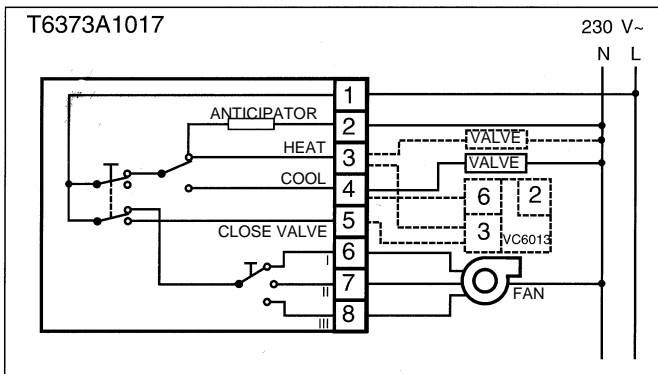 T6373A1017
230 V~
N L
1
ANTICIPATOR
2
VALVE
HEAT
3
VALVE
COOL
4
6
2
5
CLOSE VALVE
3
VC6013
6
I
7
II
FAN
8
III